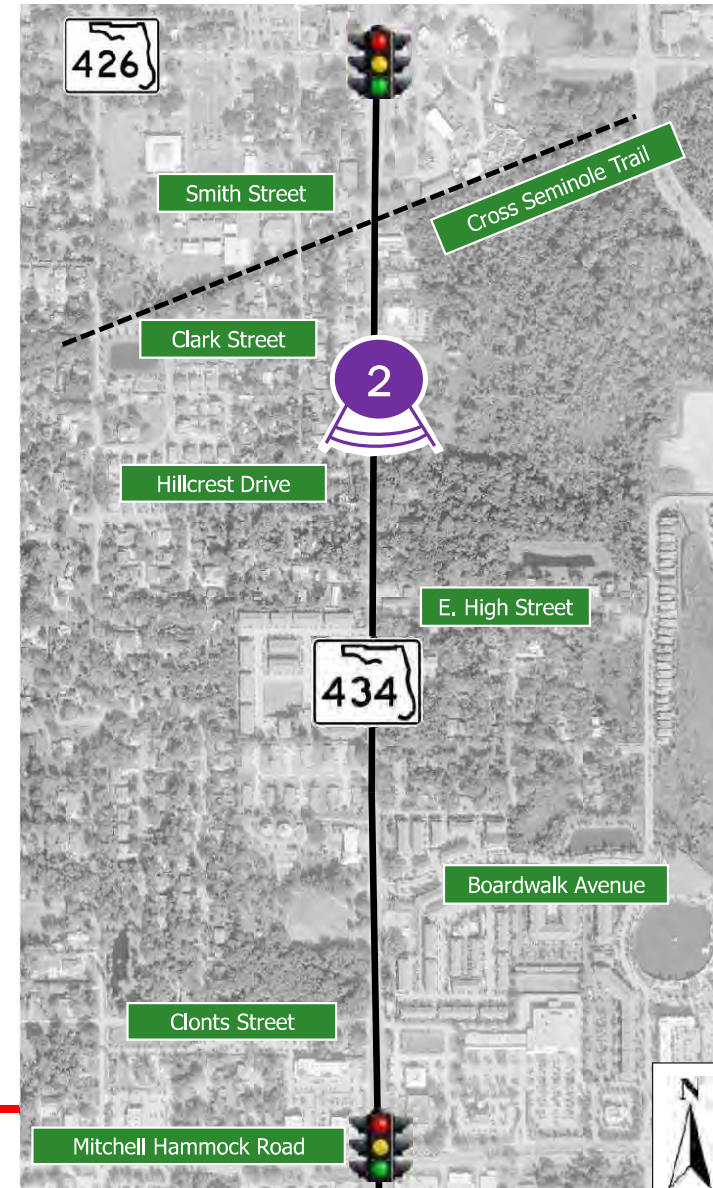 426
Smith Street
Cross Seminole Trail
Clark Street
2
Hillcrest Drive
E. High Street
434
Boardwalk Avenue
Clonts Street
N
Mitchell Hammock Road